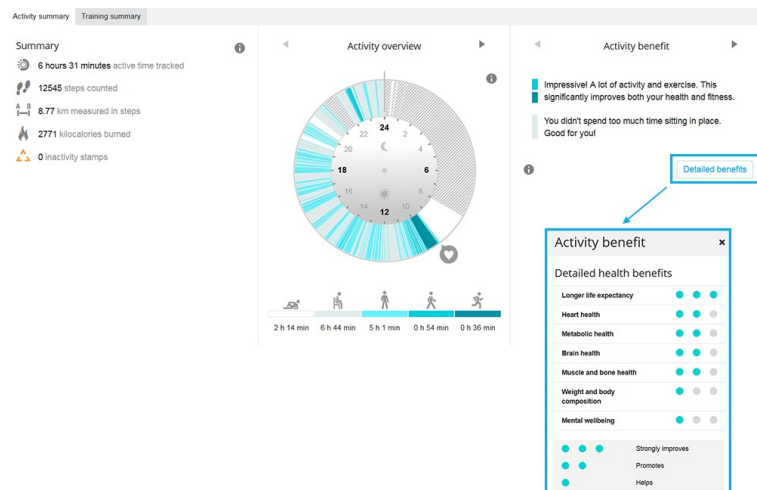 Activity summary
Training summary
Summary
6 hours 31 minutes active time tracked
12545 steps counted
A B
8.77 km measured in steps
2771 kilocalories burned
0 inactivity stamps
Activity overview
24
22
2
20
4
18
6
16
8
14
10
12
2 h 14 min
6 h 44 min
5 h 1 min
0 h 54 min
0 h 36 min
Activity benefit
Impressive! A lot of activity and exercise. This
significantly improves both your health and fitness.
You didn't spend too much time sitting in place.
Good for you!
Detailed benefits
Activity benefit
×
Detailed health benefits
Longer life expectancy
Heart health
Metabolic health
Brain health
Muscle and bone health
Weight and body
composition
Mental wellbeing
Strongly improves
Promotes
Helps